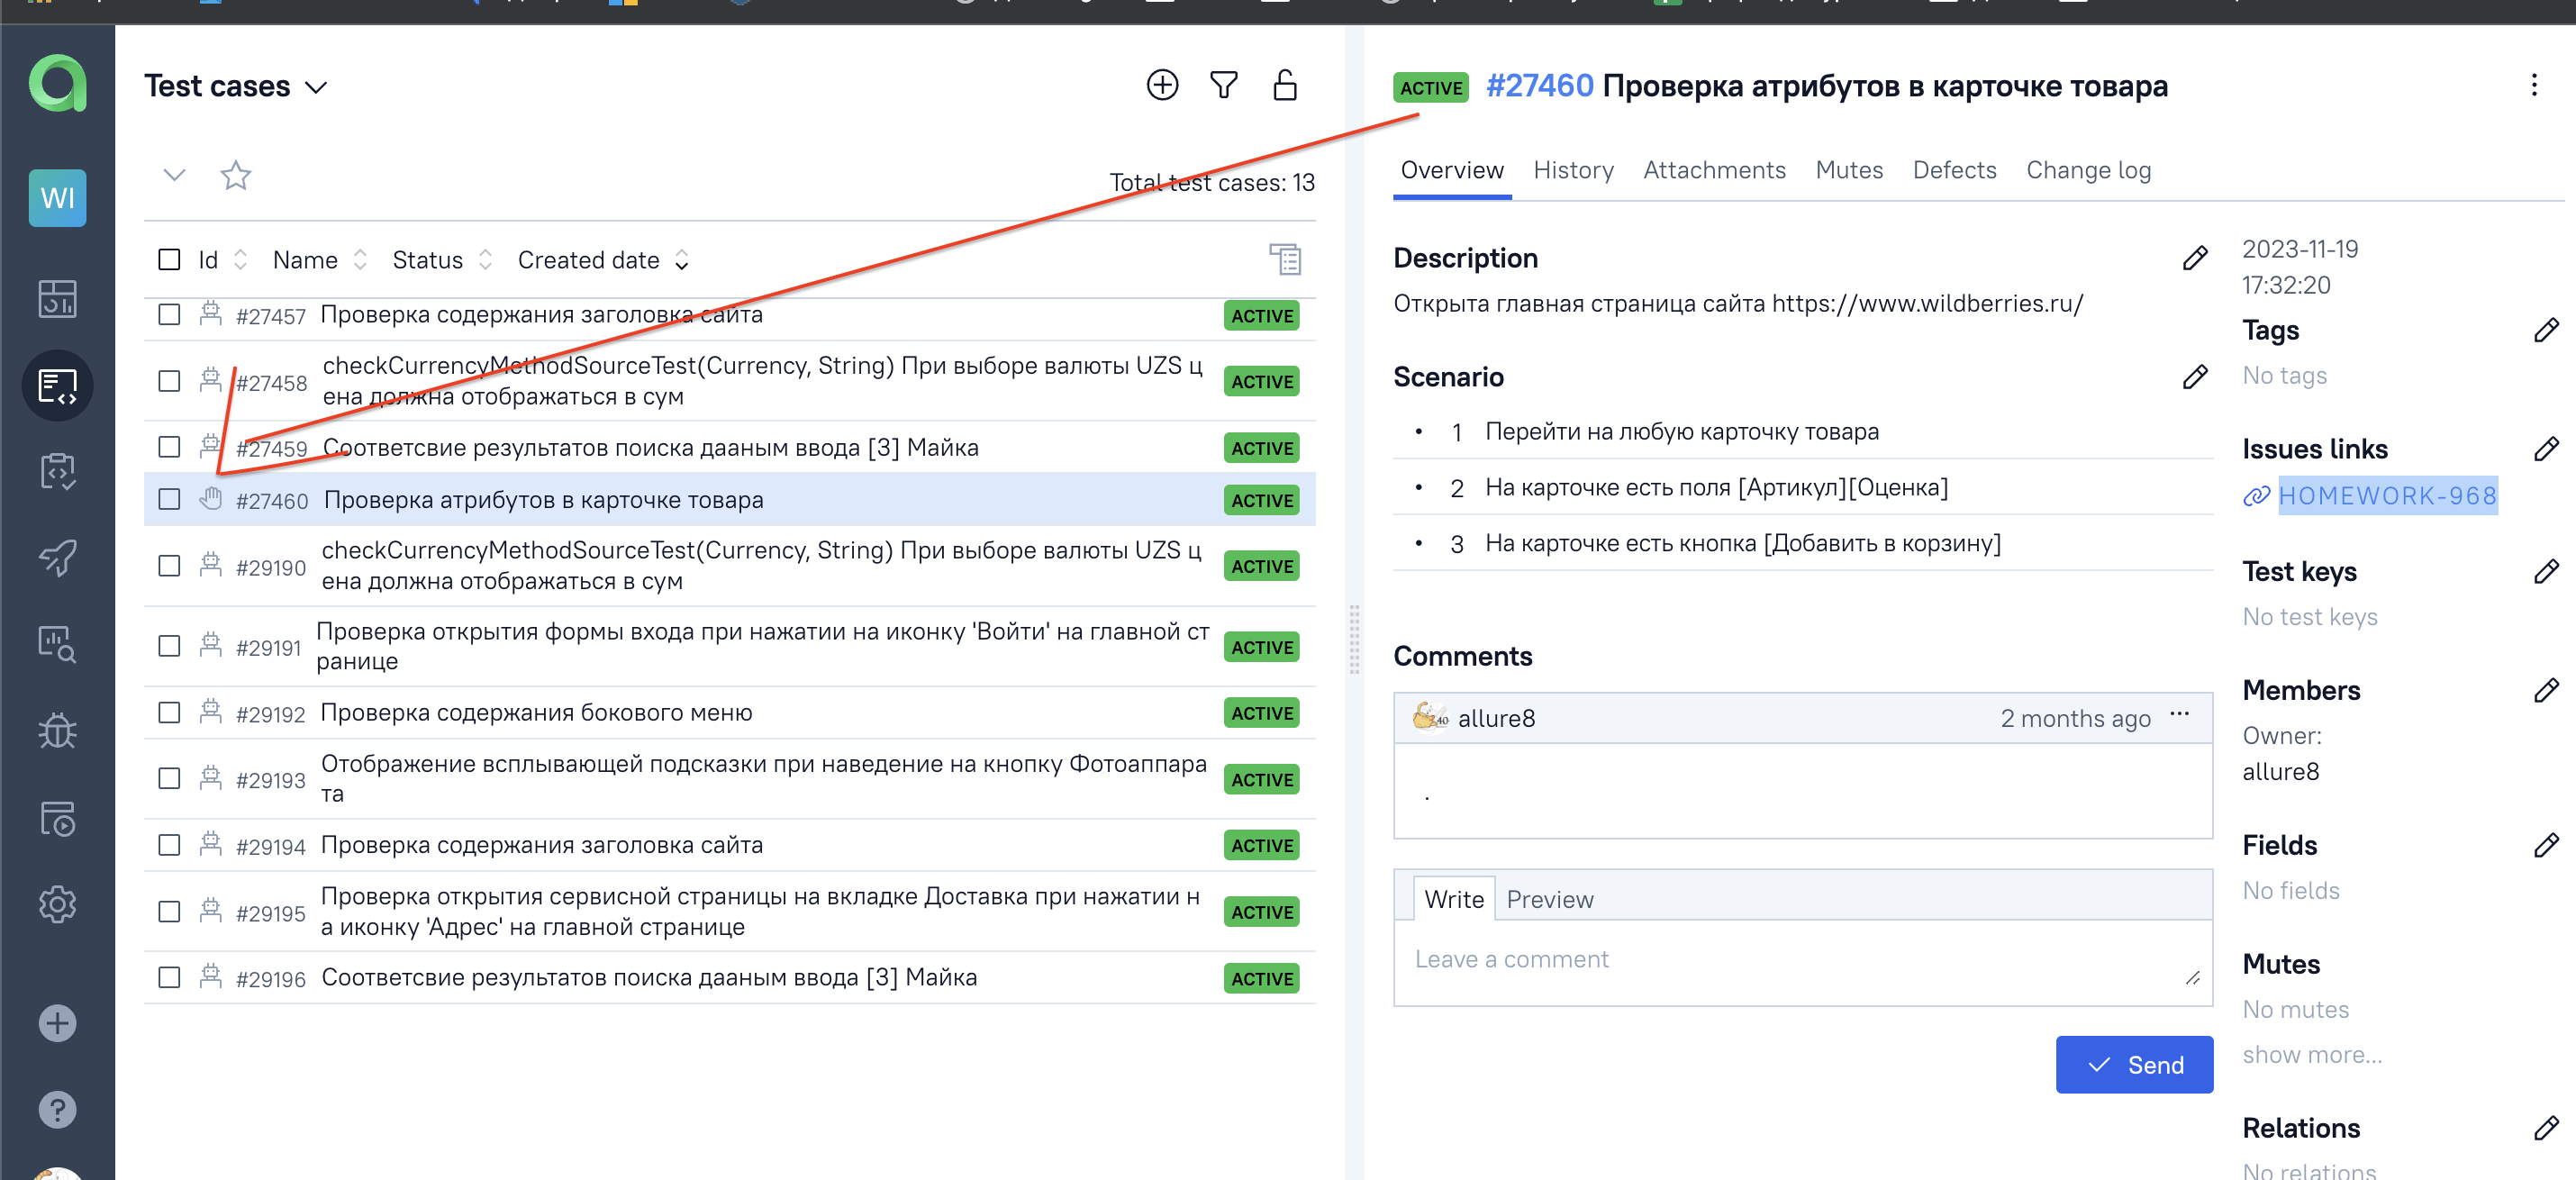 WI
Test cases
Total test cases: 13
Id Name Status Created date
#27457 Проверка содержания заголовка сайта ACTIVE
#27458 checkCurrencyMethodSourceTest(Currency, String) При выборе валюты UZS ц
ена должна отображаться в сум ACTIVE
#27459 Соответсвие результатов поиска дааным ввода [3] Майка ACTIVE
#27460 Проверка атрибутов в карточке товара ACTIVE
#29190 checkCurrencyMethodSourceTest(Currency, String) При выборе валюты UZS ц
ена должна отображаться в сум ACTIVE
#29191 Проверка открытия формы входа при нажатии на иконку 'Войти' на главной ст
ранице ACTIVE
#29192 Проверка содержания бокового меню ACTIVE
#29193 Отображение всплывающей подсказки при наведение на кнопку Фотоаппара
та ACTIVE
#29194 Проверка содержания заголовка сайта ACTIVE
#29195 Проверка открытия сервисной страницы на вкладке Доставка при нажатии н
а иконку 'Адрес' на главной странице ACTIVE
#29196 Соответсвие результатов поиска дааным ввода [3] Майка ACTIVE
ACTIVE #27460 Проверка атрибутов в карточке товара
Overview History Attachments Mutes Defects Change log
Description
Открыта главная страница сайта https://www.wildberries.ru/
Scenario
• 1 Перейти на любую карточку товара
• 2 На карточке есть поля [Артикул][Оценка]
• 3 На карточке есть кнопка [Добавить в корзину]
Comments
allure8 2 months ago ...
.
Write Preview
Leave a comment
Send
2023-11-19
17:32:20
Tags
No tags
Issues links
HOMEWORK-968
Test keys
No test keys
Members
Owner:
allure8
Fields
No fields
Mutes
No mutes
show more...
Relations
No relations